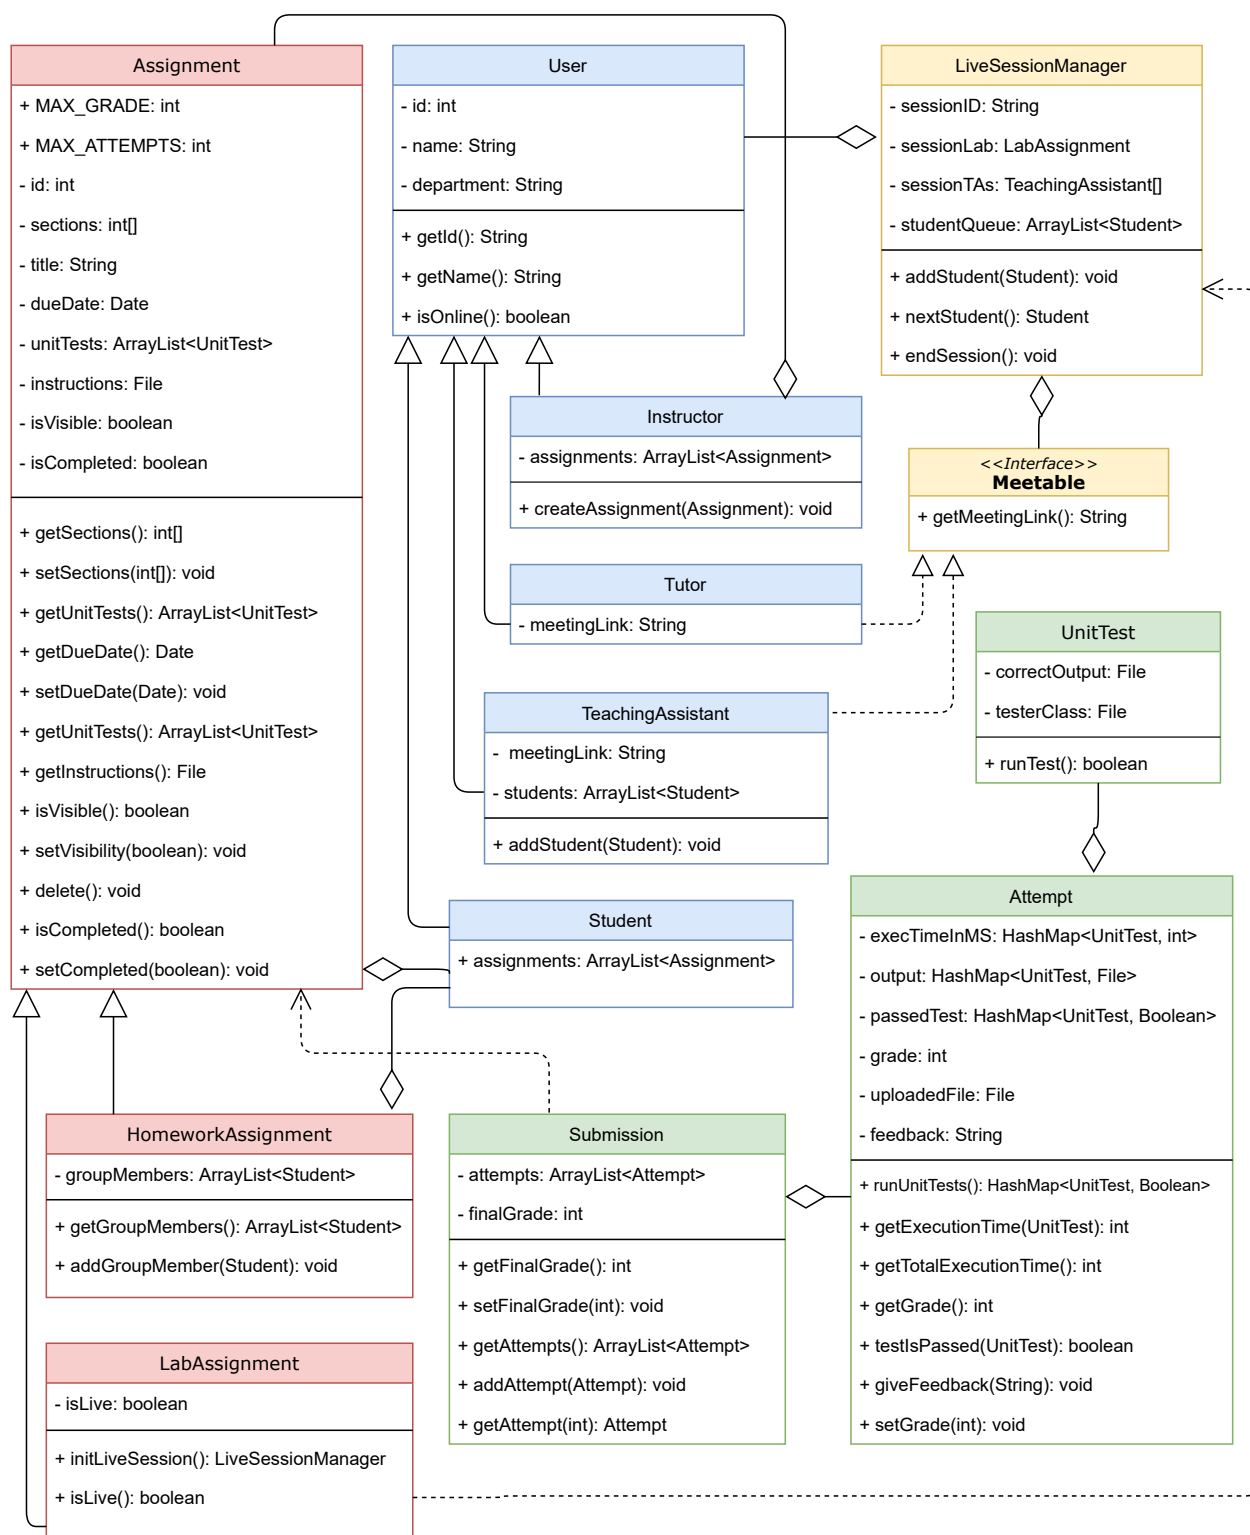 Assignment
+ MAX_GRADE: int
+ MAX_ATTEMPTS: int
- id: int
- sections: int[]
- title: String
- dueDate: Date
- unitTests: ArrayList<UnitTest>
- instructions: File
- isVisible: boolean
- isCompleted: boolean
+ getSections(): int[]
+ setSections(int[]): void
+ getUnitTests(): ArrayList<UnitTest>
+ getDueDate(): Date
+ setDueDate(Date): void
+ getUnitTests(): ArrayList<UnitTest>
+ getInstructions(): File
+ isVisible(): boolean
+ setVisibility(boolean): void
+ delete(): void
+ isCompleted(): boolean
+ setCompleted(boolean): void
User
- id: int
- name: String
- department: String
+ getId(): String
+ getName(): String
+ isOnline(): boolean
LiveSessionManager
- sessionID: String
- sessionLab: LabAssignment
- sessionTAs: TeachingAssistant[]
- studentQueue: ArrayList<Student>
+ addStudent(Student): void
+ nextStudent(): Student
+ endSession(): void
Instructor
- assignments: ArrayList<Assignment>
+ createAssignment(Assignment): void
<<Interface>>
Meetable
+ getMeetingLink(): String
Tutor
- meetingLink: String
UnitTest
- correctOutput: File
- testerClass: File
+ runTest(): boolean
TeachingAssistant
- meetingLink: String
- students: ArrayList<Student>
+ addStudent(Student): void
Student
+ assignments: ArrayList<Assignment>
Attempt
- execTimeInMS: HashMap<UnitTest, int>
- output: HashMap<UnitTest, File>
- passedTest: HashMap<UnitTest, Boolean>
- grade: int
- uploadedFile: File
- feedback: String
+ runUnitTests(): HashMap<UnitTest, Boolean>
+ getExecutionTime(UnitTest): int
+ getTotalExecutionTime(): int
+ getGrade(): int
+ testIsPassed(UnitTest): boolean
+ giveFeedback(String): void
+ setGrade(int): void
HomeworkAssignment
- groupMembers: ArrayList<Student>
+ getGroupMembers(): ArrayList<Student>
+ addGroupMember(Student): void
Submission
- attempts: ArrayList<Attempt>
- finalGrade: int
+ getFinalGrade(): int
+ setFinalGrade(int): void
+ getAttempts(): ArrayList<Attempt>
+ addAttempt(Attempt): void
+ getAttempt(int): Attempt
LabAssignment
- isLive: boolean
+ initLiveSession(): LiveSessionManager
+ isLive(): boolean